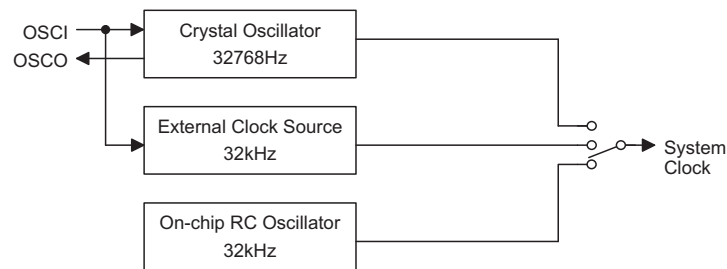 OSCI
OSCO
Crystal Oscillator
32768Hz
External Clock Source
32kHz
On-chip RC Oscillator
32kHz
System
Clock